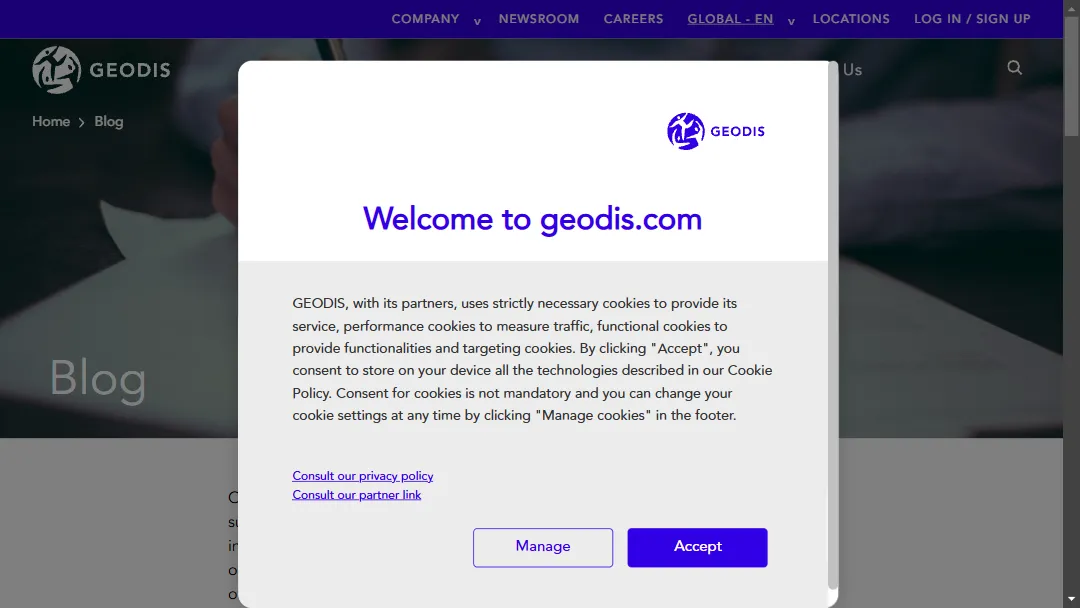 COMPANY v NEWSROOM CAREERS GLOBAL - EN v LOCATIONS LOG IN / SIGN UP
GEODIS
Us
Home > Blog
GEODIS
Welcome to geodis.com
GEODIS, with its partners, uses strictly necessary cookies to provide its
service, performance cookies to measure traffic, functional cookies to
provide functionalities and targeting cookies. By clicking "Accept", you
consent to store on your device all the technologies described in our Cookie
Policy. Consent for cookies is not mandatory and you can change your
cookie settings at any time by clicking "Manage cookies" in the footer.
Blog
Consult our privacy policy
Consult our partner link
Manage Accept